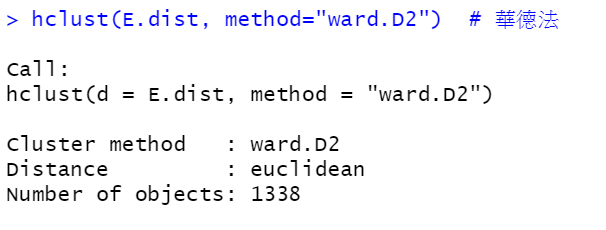 > hclust(E.dist, method="ward.D2")  # 華德法
Call:
hclust(d = E.dist, method = "ward.D2")
Cluster method   : ward.D2
Distance         : euclidean
Number of objects: 1338